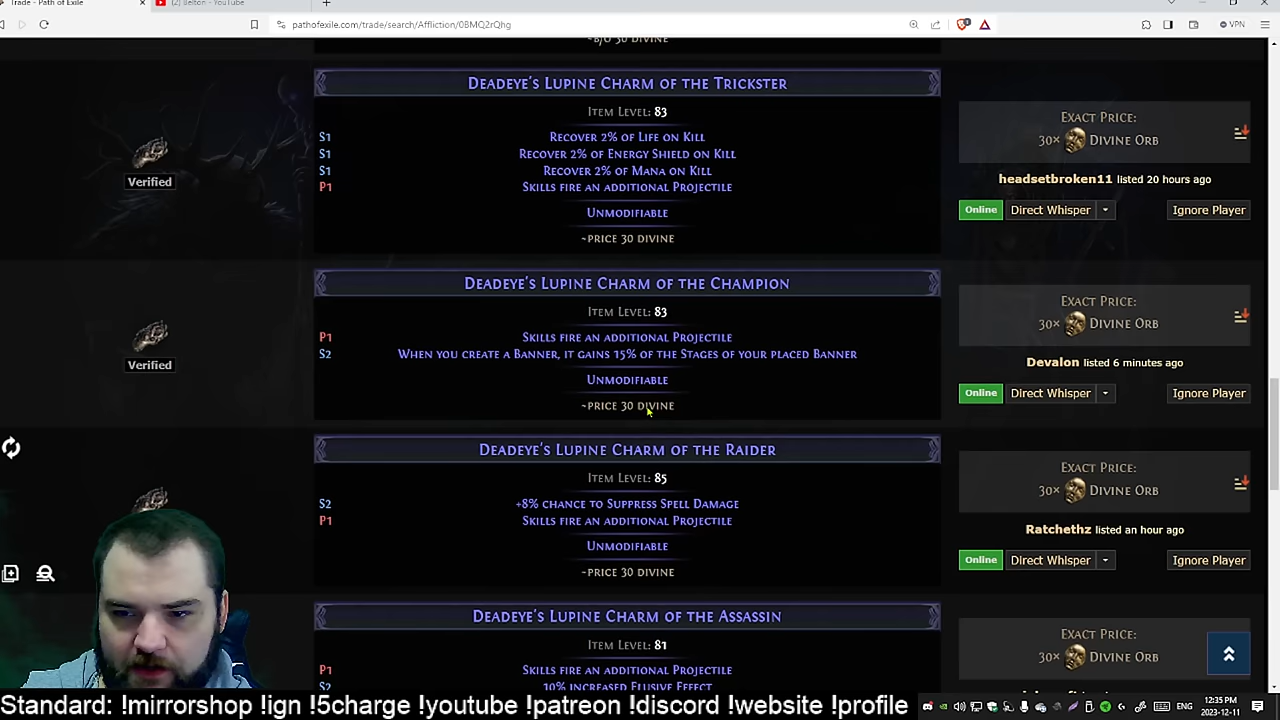 Trade - Path of Exile
(2) Belton - YouTube
pathofexile.com/trade/search/Affliction/0BMQ2rQhg
VPN
~b/o 30 divine
Deadeye's Lupine Charm of the Trickster
Item Level: 83
S1 Recover 2% of Life on Kill
S1 Recover 2% of Energy Shield on Kill
S1 Recover 2% of Mana on Kill
P1 Skills fire an additional Projectile
Unmodifiable
~price 30 divine
Verified
Exact Price:
30× Divine Orb
headsetbroken11 listed 20 hours ago
Online Direct Whisper Ignore Player
Deadeye's Lupine Charm of the Champion
Item Level: 83
P1 Skills fire an additional Projectile
S2 When you create a Banner, it gains 15% of the Stages of your placed Banner
Unmodifiable
~price 30 divine
Verified
Exact Price:
30× Divine Orb
Devalon listed 6 minutes ago
Online Direct Whisper Ignore Player
Deadeye's Lupine Charm of the Raider
Item Level: 85
S2 +8% chance to Suppress Spell Damage
P1 Skills fire an additional Projectile
Unmodifiable
~price 30 divine
Exact Price:
30× Divine Orb
Ratchethz listed an hour ago
Online Direct Whisper Ignore Player
Deadeye's Lupine Charm of the Assassin
Item Level: 81
P1 Skills fire an additional Projectile
S2 10% increased Elusive Effect
Exact Price:
30× Divine Orb
Standard: !mirrorshop !ign !5charge !youtube !patreon !discord !website !profile
ENG
12:35 PM
2023-12-11